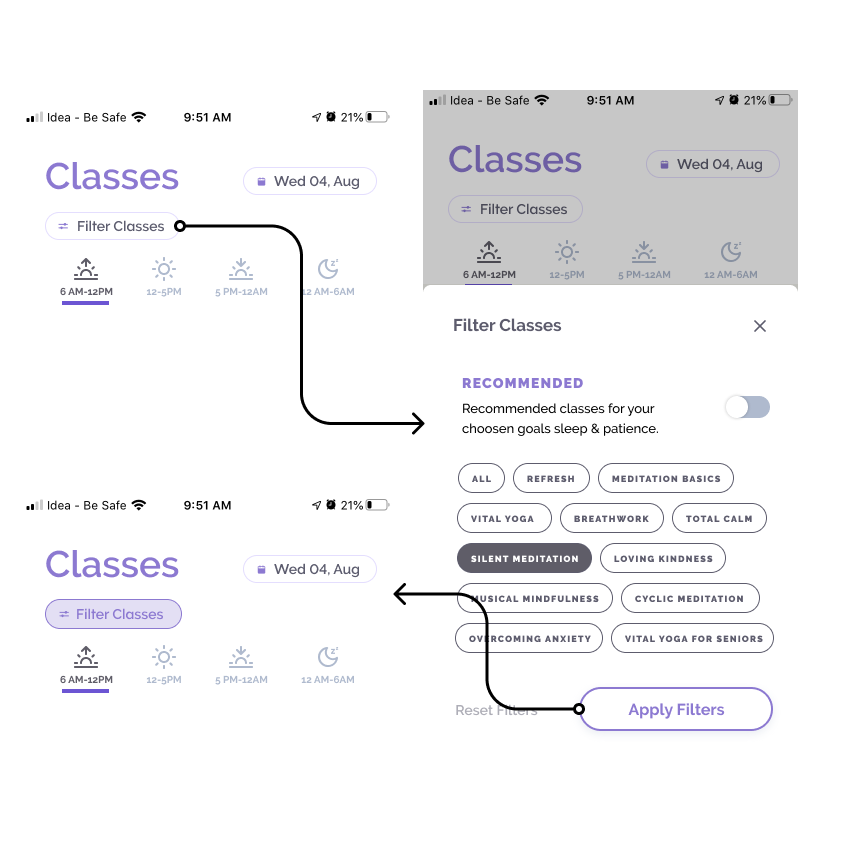 Idea - Be Safe 9:51 AM 21%
Classes
Wed 04, Aug
Filter Classes
6 AM-12PM 12-5PM 5 PM-12AM 12 AM-6AM
Idea - Be Safe 9:51 AM 21%
Classes
Wed 04, Aug
Filter Classes
6 AM-12PM 12-5PM 5 PM-12AM 12 AM-6AM
Filter Classes
RECOMMENDED
Recommended classes for your
choosen goals sleep & patience.
ALL REFRESH MEDITATION BASICS
VITAL YOGA BREATHWORK TOTAL CALM
SILENT MEDITATION LOVING KINDNESS
MUSICAL MINDFULNESS CYCLIC MEDITATION
OVERCOMING ANXIETY VITAL YOGA FOR SENIORS
Reset Filters Apply Filters
Idea - Be Safe 9:51 AM 21%
Classes
Wed 04, Aug
Filter Classes
6 AM-12PM 12-5PM 5 PM-12AM 12 AM-6AM